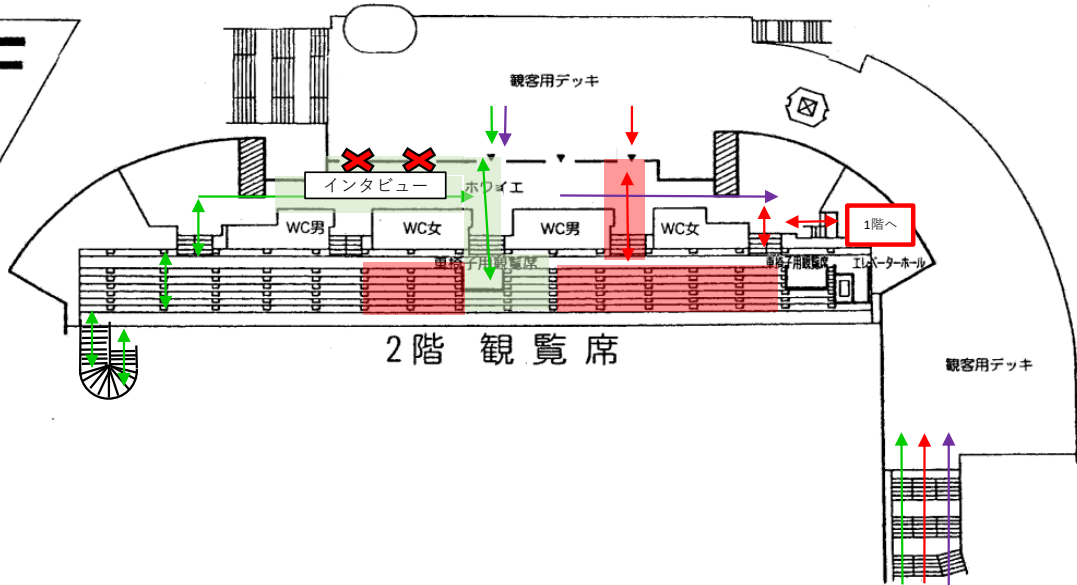 観客用デッキ
インタビュー
ホワイエ
WC男
WC女
WC男
WC女
1階へ
車椅子用観覧席
車椅子用観覧席
エレベーターホール
2階 観覧席
観客用デッキ